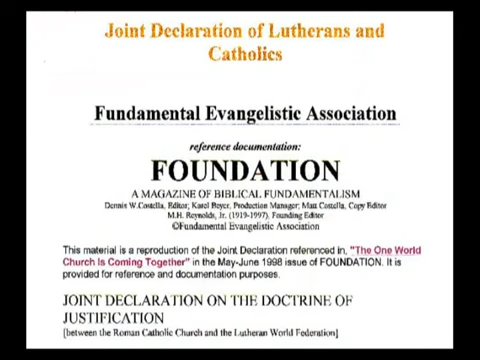 Joint Declaration of Lutherans and
Catholics
Fundamental Evangelistic Association
reference documentation:
FOUNDATION
A MAGAZINE OF BIBLICAL FUNDAMENTALISM
Dennis W. Costella, Editor; Karel Beyer, Production Manager; Matt Costella, Copy Editor
M.H. Reynolds, Jr. (1919-1997), Founding Editor
©Fundamental Evangelistic Association
This material is a reproduction of the Joint Declaration referenced in, "The One World
Church Is Coming Together" in the May-June 1998 issue of FOUNDATION. It is
provided for reference and documentation purposes.
JOINT DECLARATION ON THE DOCTRINE OF
JUSTIFICATION
[between the Roman Catholic Church and the Lutheran World Federation]